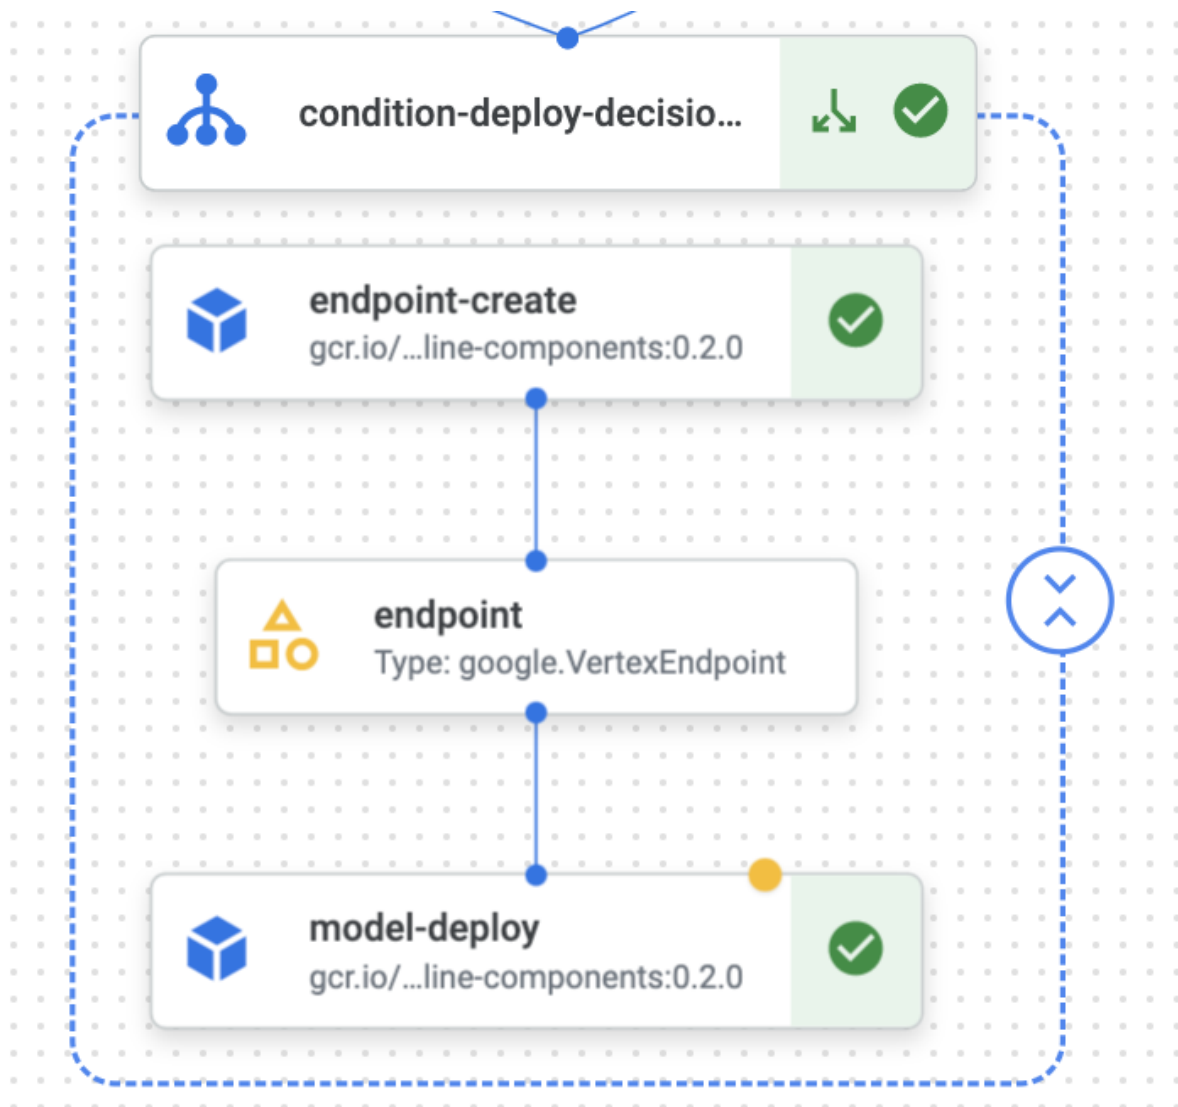 condition-deploy-decisio...
endpoint-create
gcr.io/...line-components:0.2.0
endpoint
Type: google.VertexEndpoint
model-deploy
gcr.io/...line-components:0.2.0